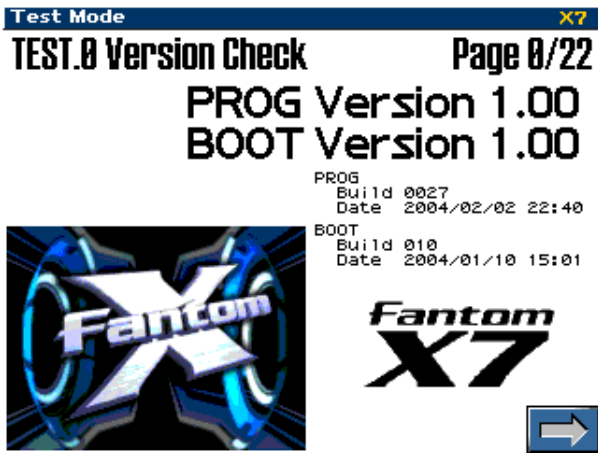 Test Mode X7
TEST.0 Version Check Page 0/22
PROG Version 1.00
BOOT Version 1.00
PROG
Build 0027
Date 2004/02/02 22:40
BOOT
Build 010
Date 2004/01/10 15:01
X
Fantom
Fantom
X7